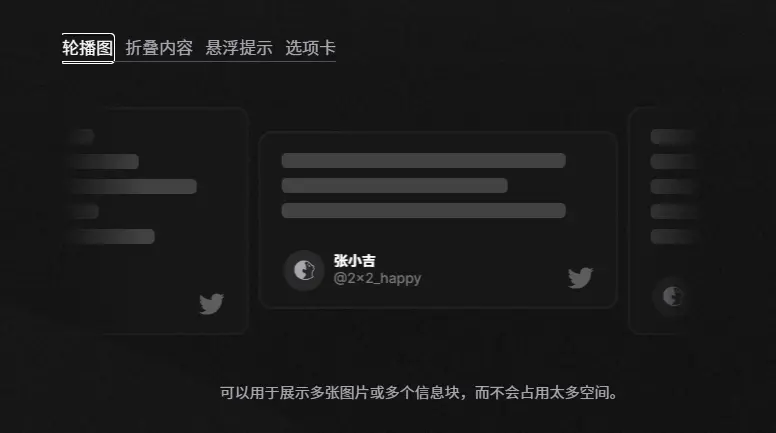 轮播图 折叠内容 悬浮提示 选项卡
张小吉
@2×2_happy
可以用于展示多张图片或多个信息块，而不会占用太多空间。